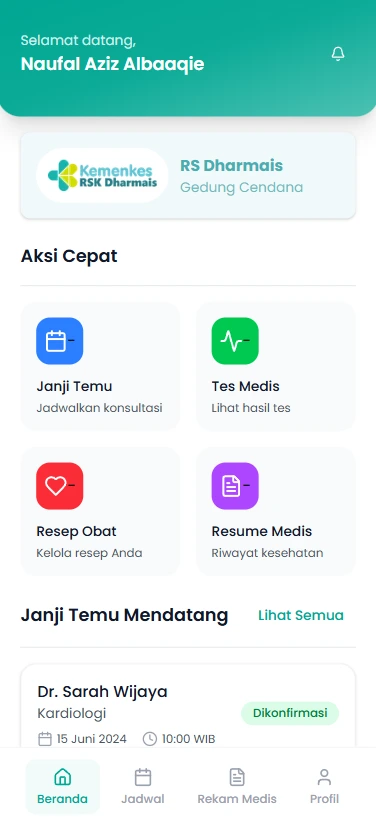 Selamat datang,
Naufal Aziz Albaaqie
Kemenkes
RSK Dharmais
RS Dharmais
Gedung Cendana
Aksi Cepat
Janji Temu
Jadwalkan konsultasi
Tes Medis
Lihat hasil tes
Resep Obat
Kelola resep Anda
Resume Medis
Riwayat kesehatan
Janji Temu Mendatang
Lihat Semua
Dr. Sarah Wijaya
Kardiologi
Dikonfirmasi
15 Juni 2024
10:00 WIB
Beranda
Jadwal
Rekam Medis
Profil